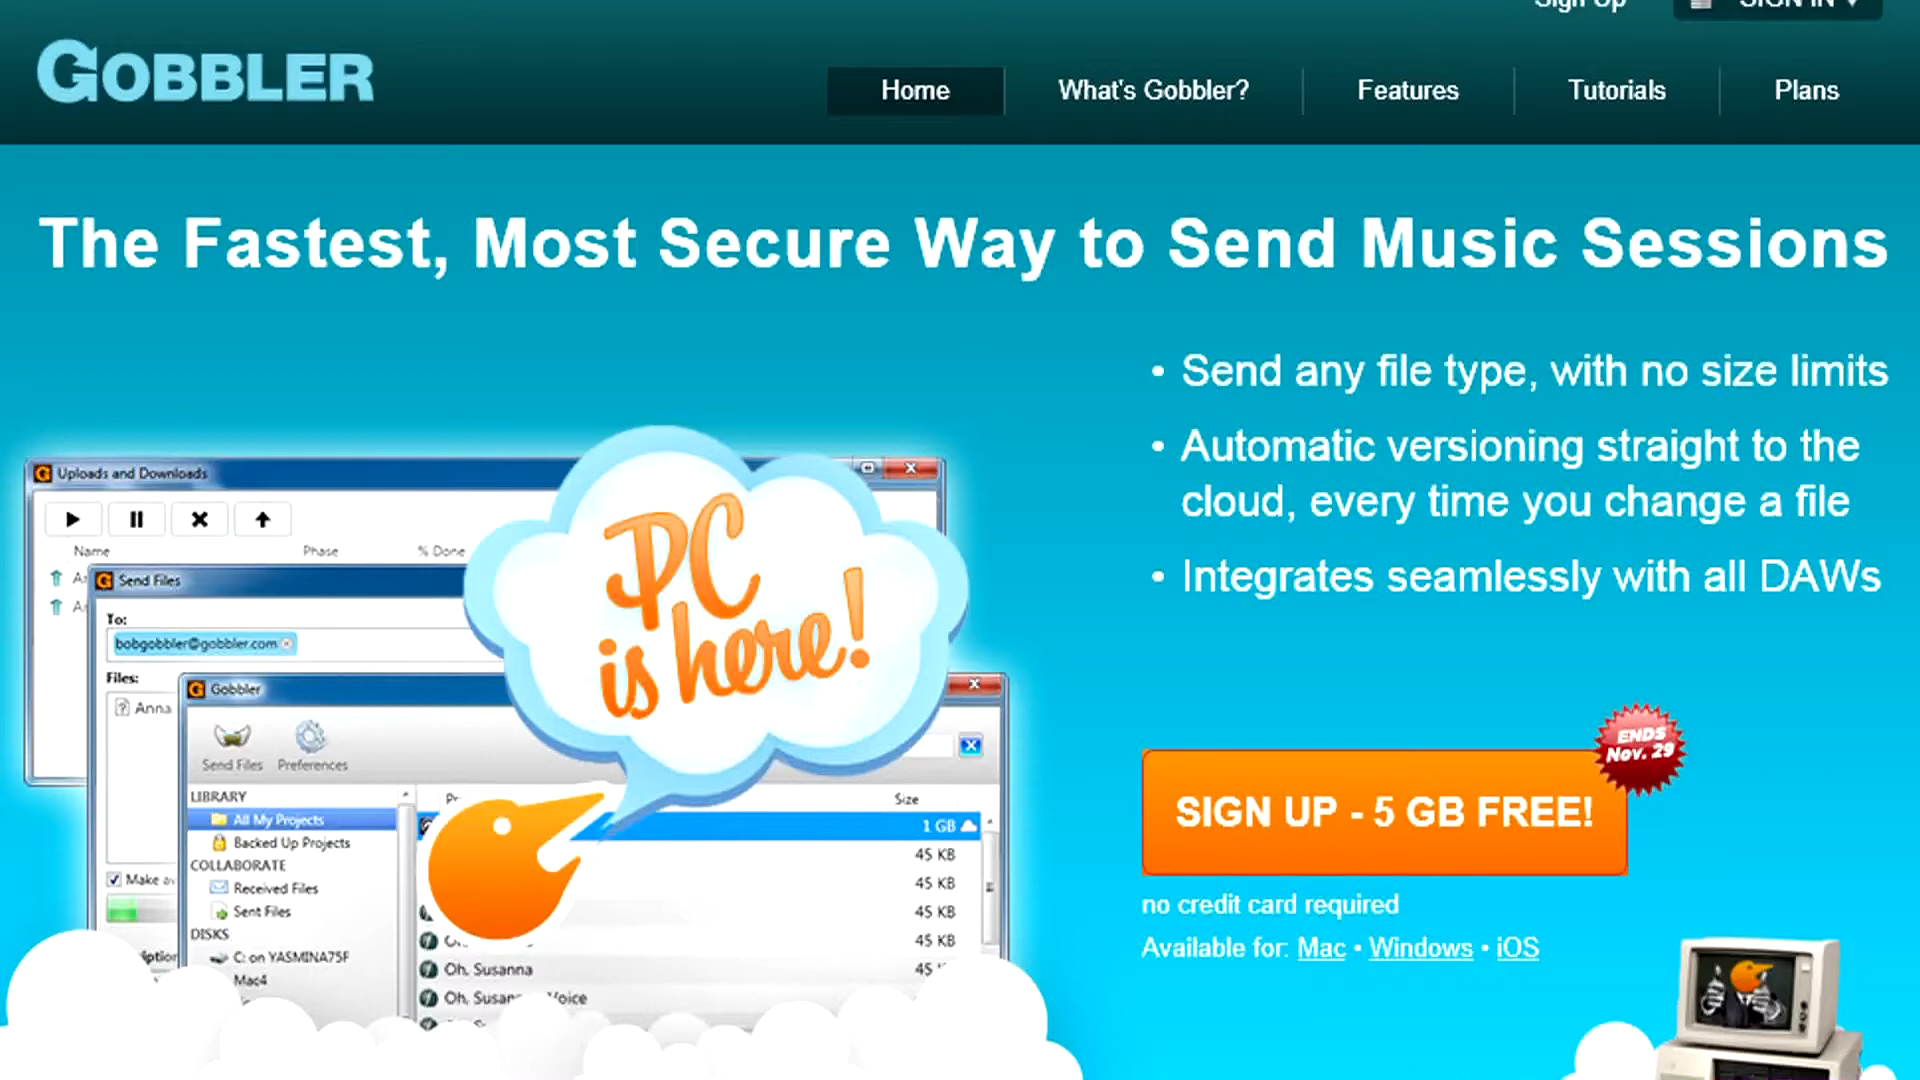 Sign Up
SIGN IN
GOBBLER
Home
What's Gobbler?
Features
Tutorials
Plans
The Fastest, Most Secure Way to Send Music Sessions
• Send any file type, with no size limits
• Automatic versioning straight to the
cloud, every time you change a file
• Integrates seamlessly with all DAWs
Uploads and Downloads
Name
Phase
% Done
Send Files
To:
bobgobbler@gobbler.com
Files:
Anna
Make
Gobbler
Send Files
Preferences
LIBRARY
All My Projects
Backed Up Projects
COLLABORATE
Received Files
Sent Files
DISKS
C: on YASMINA75F
Mac4
PC
is here!
Size
1 GB
45 KB
45 KB
45 KB
45 KB
Oh, Susanna
45
Oh, Susan
Voice
ENDS
Nov. 29
SIGN UP - 5 GB FREE!
no credit card required
Available for: Mac • Windows • iOS